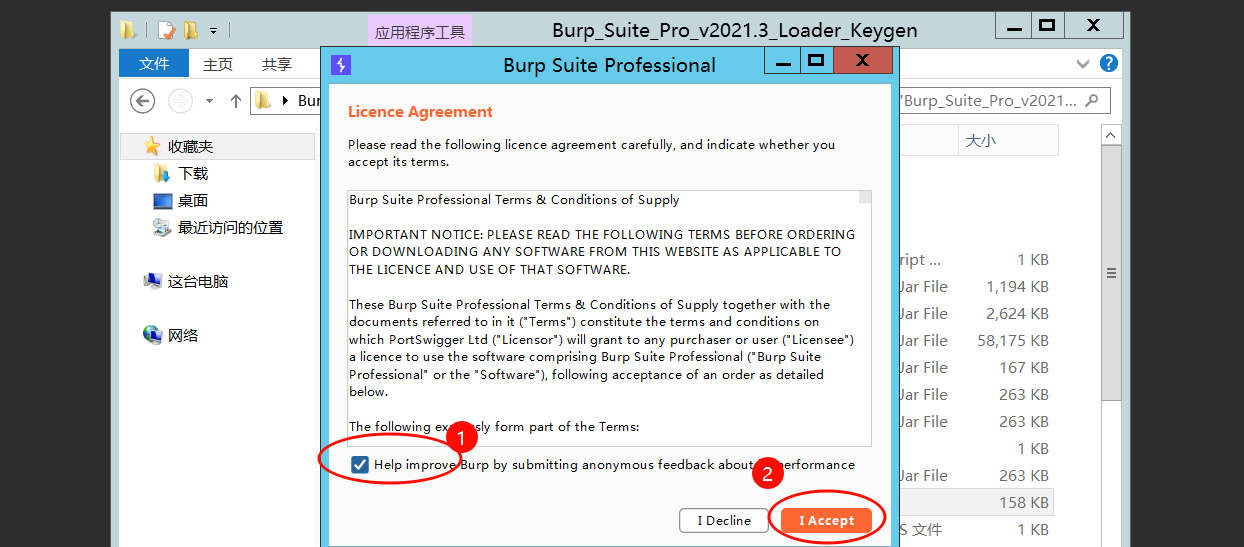 应用程序工具
Burp_Suite_Pro_v2021.3_Loader_Keygen
文件
主页
共享
Burp Suite Professional
Bur
Burp_Suite_Pro_v2021...
收藏夹
下载
桌面
最近访问的位置
这台电脑
网络
Licence Agreement
Please read the following licence agreement carefully, and indicate whether you
accept its terms.
Burp Suite Professional Terms & Conditions of Supply
IMPORTANT NOTICE: PLEASE READ THE FOLLOWING TERMS BEFORE ORDERING
OR DOWNLOADING ANY SOFTWARE FROM THIS WEBSITE AS APPLICABLE TO
THE LICENCE AND USE OF THAT SOFTWARE.
These Burp Suite Professional Terms & Conditions of Supply together with the
documents referred to in it ("Terms") constitute the terms and conditions on
which PortSwigger Ltd ("Licensor") will grant to any purchaser or user ("Licensee")
a licence to use the software comprising Burp Suite Professional ("Burp Suite
Professional" or the "Software"), following acceptance of an order as detailed
below.
The following form part of the Terms:
1
Help improve Burp by submitting anonymous feedback about performance
2
I Decline
I Accept
大小
ript ... 1 KB
Jar File 1,194 KB
Jar File 2,624 KB
Jar File 58,175 KB
Jar File 167 KB
Jar File 263 KB
Jar File 263 KB
1 KB
Jar File 263 KB
158 KB
S 文件 1 KB